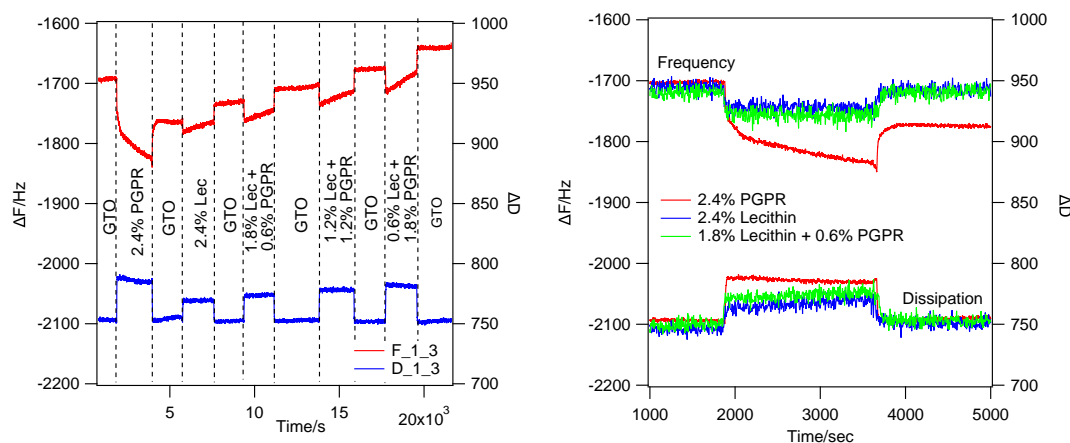 -1600
-1700
-1800
-1900
-2000
-2100
-2200
ΔF/Hz
1000
950
900
850
800
750
700
ΔD
GTO
2.4% PGPR
GTO
2.4% Lec
GTO
1.8% Lec +
0.6% PGPR
GTO
1.2% Lec +
1.2% PGPR
GTO
0.6% Lec +
1.8% PGPR
GTO
F_1_3
D_1_3
5
10
15
20x10³
Time/s
-1600
-1700
-1800
-1900
-2000
-2100
-2200
ΔF/Hz
1000
950
900
850
800
750
700
ΔD
Frequency
2.4% PGPR
2.4% Lecithin
1.8% Lecithin + 0.6% PGPR
Dissipation
1000
2000
3000
4000
5000
Time/sec